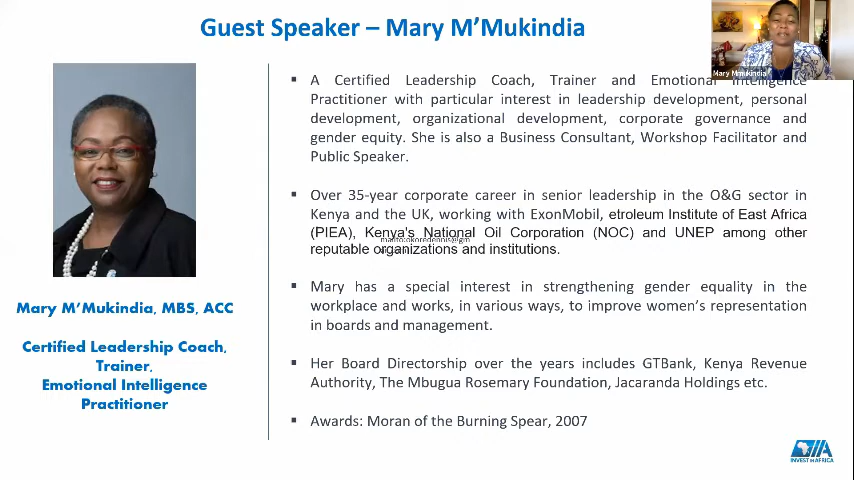 Guest Speaker – Mary M’Mukindia
Mary Mmukindia
▪ A Certified Leadership Coach, Trainer and Emotional Intelligence
Practitioner with particular interest in leadership development, personal
development, organizational development, corporate governance and
gender equity. She is also a Business Consultant, Workshop Facilitator and
Public Speaker.
▪ Over 35-year corporate career in senior leadership in the O&G sector in
Kenya and the UK, working with ExonMobil, etroleum Institute of East Africa
(PIEA), Kenya's National Oil Corporation (NOC) and UNEP among other
reputable organizations and institutions.
▪ Mary has a special interest in strengthening gender equality in the
workplace and works, in various ways, to improve women’s representation
in boards and management.
▪ Her Board Directorship over the years includes GTBank, Kenya Revenue
Authority, The Mbugua Rosemary Foundation, Jacaranda Holdings etc.
▪ Awards: Moran of the Burning Spear, 2007
Mary M’Mukindia, MBS, ACC
Certified Leadership Coach,
Trainer,
Emotional Intelligence
Practitioner
IIA
INVEST IN AFRICA